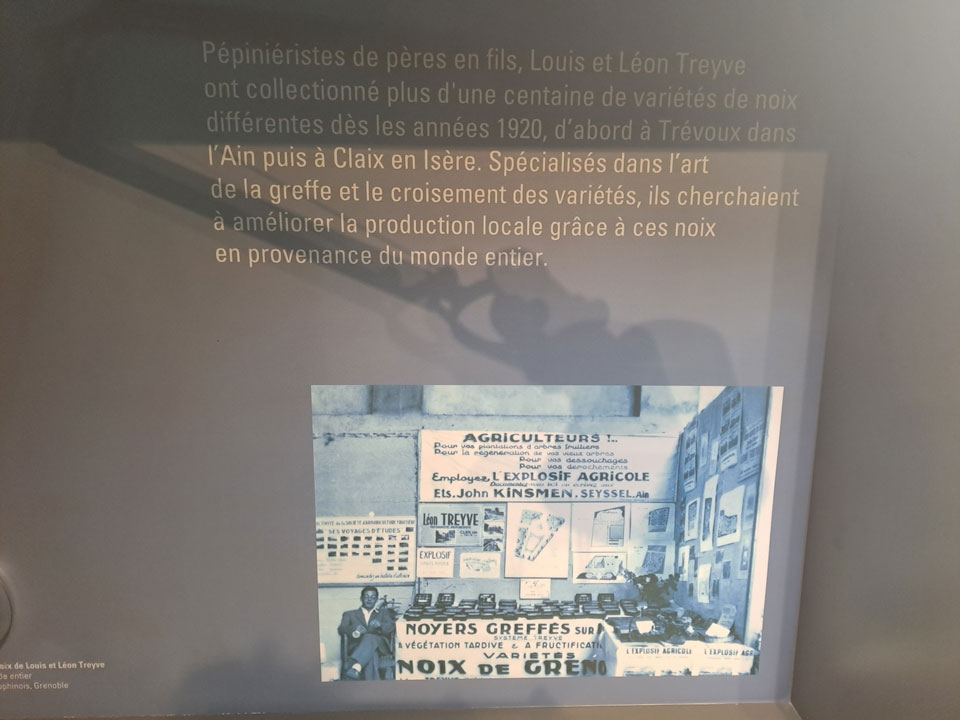 Pépiniéristes de pères en fils, Louis et Léon Treyve
ont collectionné plus d'une centaine de variétés de noix
différentes dès les années 1920, d'abord à Trévoux dans
l'Ain puis à Claix en Isère. Spécialisés dans l'art
de la greffe et le croisement des variétés, ils cherchaient
à améliorer la production locale grâce à ces noix
en provenance du monde entier.
AGRICULTEURS !..
Pour vos plantations d'arbres fruitiers
Pour la régénération de vos vieux arbres
Pour vos dessouchages
Pour vos dérochements
Employez L'EXPLOSIF AGRICOLE
Ets. John KINSMEN. SEYSSEL. Ain
SES VOYAGES D'ÉTUDES
Léon TREYVE
EXPLOSIF
NOYERS GREFFÉS SUR
SYSTÈME TREYVE
A VÉGÉTATION TARDIVE & A FRUCTIFICATI
VARIÉTÉS
NOIX DE GRENO
L'EXPLOSIF AGRICOLE
L'EXPLOSIF AGR
oix de Louis et Léon Treyve
de entier
uphinois, Grenoble